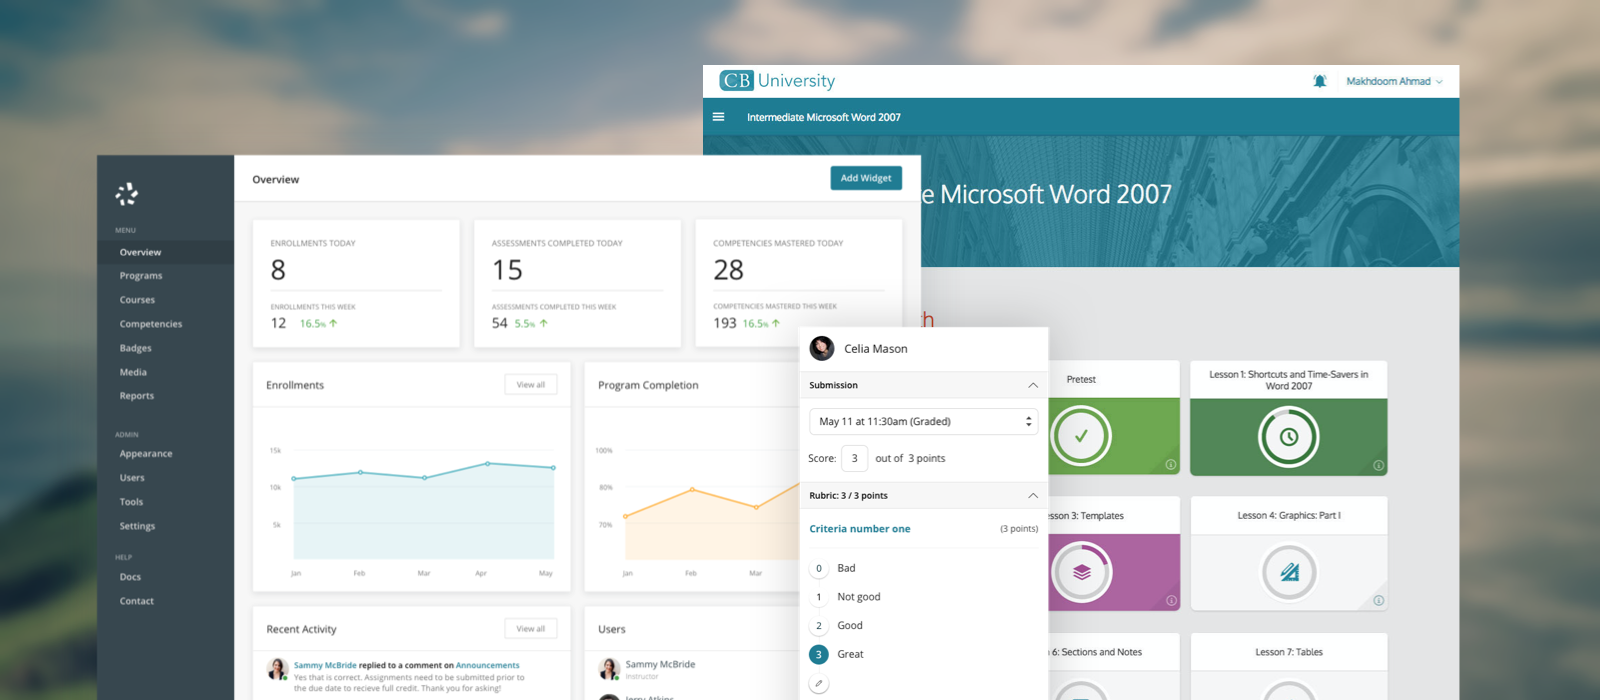 CB University
Makhdoom Ahmad
Intermediate Microsoft Word 2007
Microsoft Word 2007
Pretest
Lesson 1: Shortcuts and Time-Savers in
Word 2007
3: Templates
Lesson 4: Graphics: Part I
6: Sections and Notes
Lesson 7: Tables
MENU
Overview
Programs
Courses
Competencies
Badges
Media
Reports
ADMIN
Appearance
Users
Tools
Settings
HELP
Docs
Contact
Overview
Add Widget
ENROLLMENTS TODAY
8
ENROLLMENTS THIS WEEK
12 16.5%
ASSESSMENTS COMPLETED TODAY
15
ASSESSMENTS COMPLETED THIS WEEK
54 5.5%
COMPETENCIES MASTERED TODAY
28
COMPETENCIES MASTERED THIS WEEK
193 16.5%
Enrollments
View all
15k
10k
5k
Jan Feb Mar Apr May
Program Completion
100%
80%
70%
Jan Feb Mar
Recent Activity
View all
Sammy McBride replied to a comment on Announcements
Yes that is correct. Assignments need to be submitted prior to
the due date to recieve full credit. Thank you for asking!
Users
Sammy McBride
Instructor
Celia Mason
Submission
May 11 at 11:30am (Graded)
Score: 3 out of 3 points
Rubric: 3 / 3 points
Criteria number one
(3 points)
0 Bad
1 Not good
2 Good
3 Great